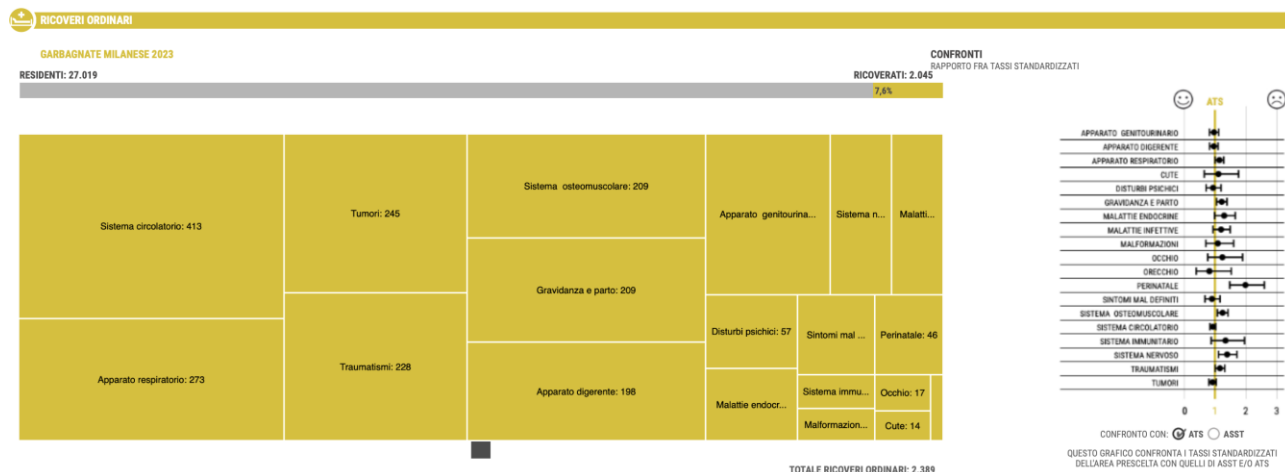 RICOVERI ORDINARI
GARBAGNATE MILANESE 2023
RESIDENTI: 27.019
RICOVERATI: 2.045
7,6%
Sistema circolatorio: 413
Apparato respiratorio: 273
Tumori: 245
Traumatismi: 228
Sistema osteomuscolare: 209
Gravidanza e parto: 209
Apparato digerente: 198
Apparato genitourina...
Sistema n...
Malatti...
Disturbi psichici: 57
Malattie endocr...
Sintomi mal ...
Perinatale: 46
Sistema immu...
Occhio: 17
Malformazion...
Cute: 14
TOTALE RICOVERI ORDINARI: 2.389
CONFRONTI
RAPPORTO FRA TASSI STANDARDIZZATI
ATS
APPARATO GENITOURINARIO
APPARATO DIGERENTE
APPARATO RESPIRATORIO
CUTE
DISTURBI PSICHICI
GRAVIDANZA E PARTO
MALATTIE ENDOCRINE
MALATTIE INFETTIVE
MALFORMAZIONI
OCCHIO
ORECCHIO
PERINATALE
SINTOMI MAL DEFINITI
SISTEMA OSTEOMUSCOLARE
SISTEMA CIRCOLATORIO
SISTEMA IMMUNITARIO
SISTEMA NERVOSO
TRAUMATISMI
TUMORI
0 1 2 3
CONFRONTO CON: ATS ASST
QUESTO GRAFICO CONFRONTA I TASSI STANDARDIZZATI
DELL'AREA PRESCELTA CON QUELLI DI ASST E/O ATS